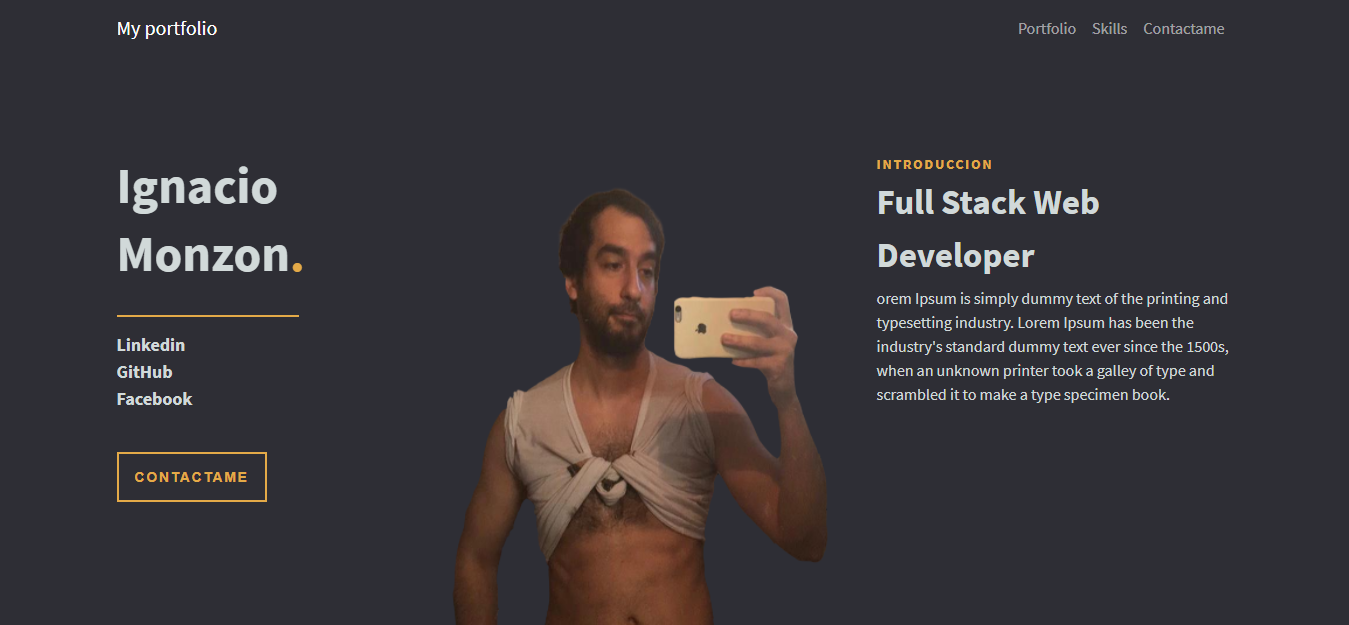 My portfolio
Portfolio Skills Contactame
Ignacio
Monzon.
Linkedin
GitHub
Facebook
CONTACTAME
INTRODUCCION
Full Stack Web
Developer
orem Ipsum is simply dummy text of the printing and
typesetting industry. Lorem Ipsum has been the
industry's standard dummy text ever since the 1500s,
when an unknown printer took a galley of type and
scrambled it to make a type specimen book.